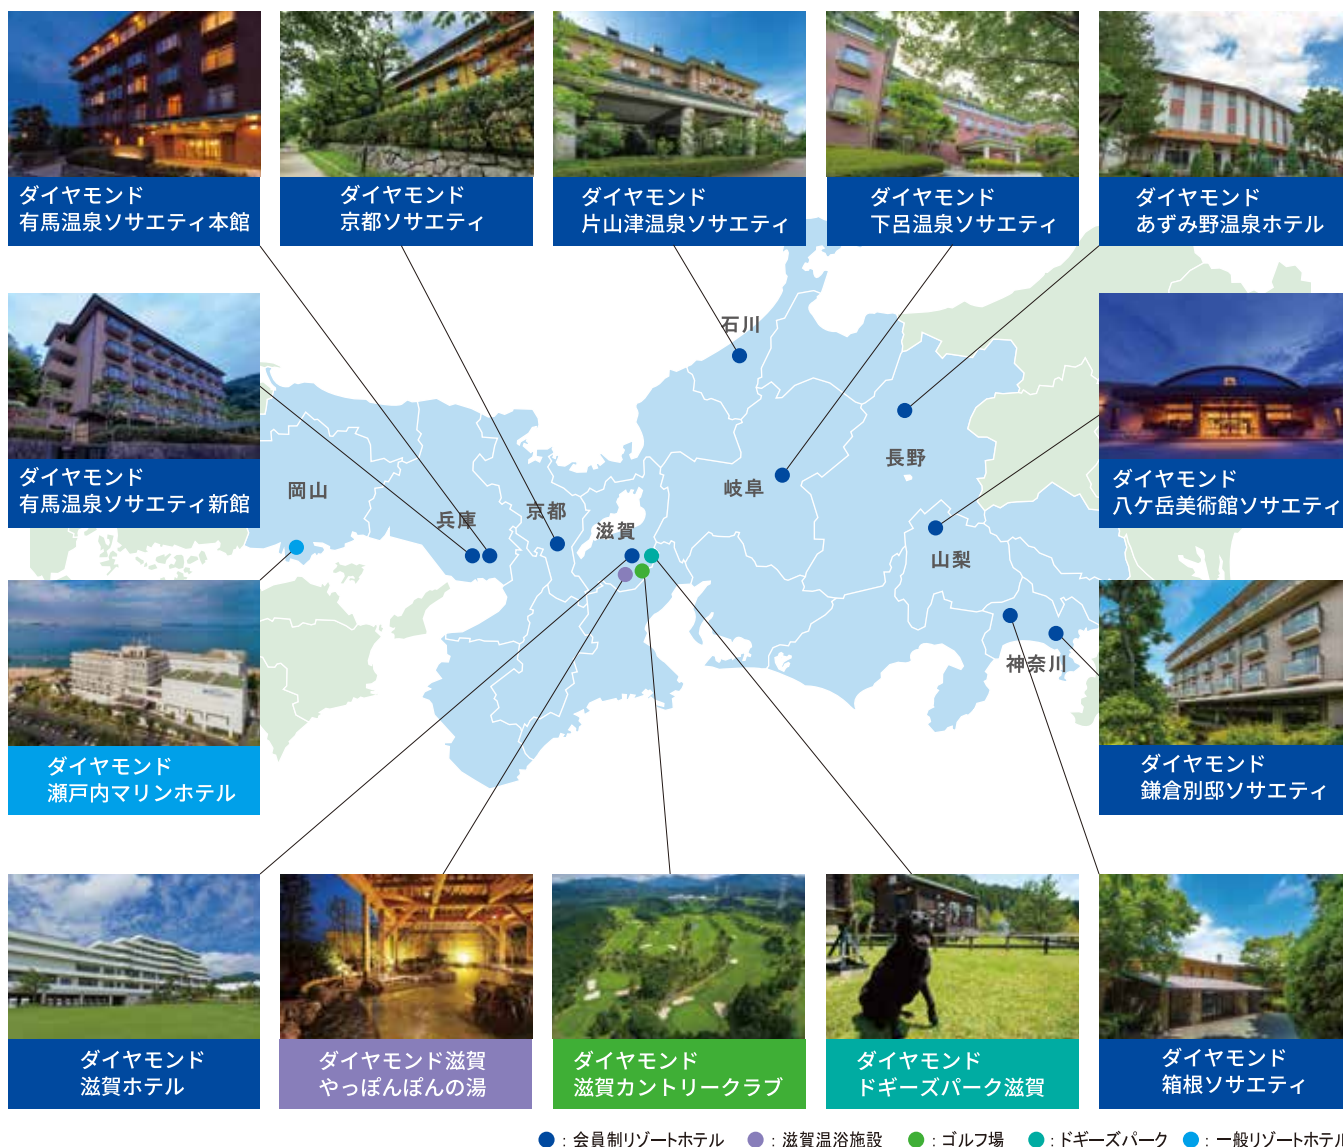 ダイヤモンド
有馬温泉ソサエティ本館
ダイヤモンド
京都ソサエティ
ダイヤモンド
片山津温泉ソサエティ
ダイヤモンド
下呂温泉ソサエティ
ダイヤモンド
あずみ野温泉ホテル
ダイヤモンド
有馬温泉ソサエティ新館
ダイヤモンド
八ケ岳美術館ソサエティ
石川
長野
岐阜
岡山
兵庫
京都
滋賀
山梨
神奈川
ダイヤモンド
瀬戸内マリンホテル
ダイヤモンド
鎌倉別邸ソサエティ
ダイヤモンド
滋賀ホテル
ダイヤモンド滋賀
やっぽんぽんの湯
ダイヤモンド
滋賀カントリークラブ
ダイヤモンド
ドギーズパーク滋賀
ダイヤモンド
箱根ソサエティ
：会員制リゾートホテル ：滋賀温浴施設 ：ゴルフ場 ：ドギーズパーク ：一般リゾートホテル